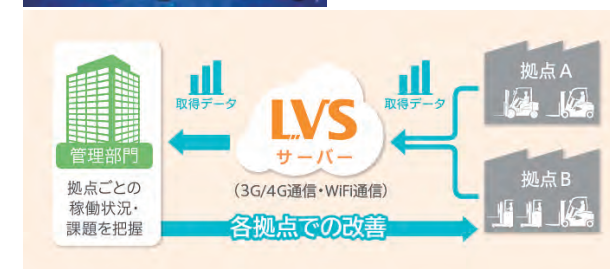 管理部門
拠点ごとの
稼働状況・
課題を把握
取得データ
LVS
サーバー
(3G/4G通信・WiFi通信)
取得データ
拠点A
拠点B
各拠点での改善